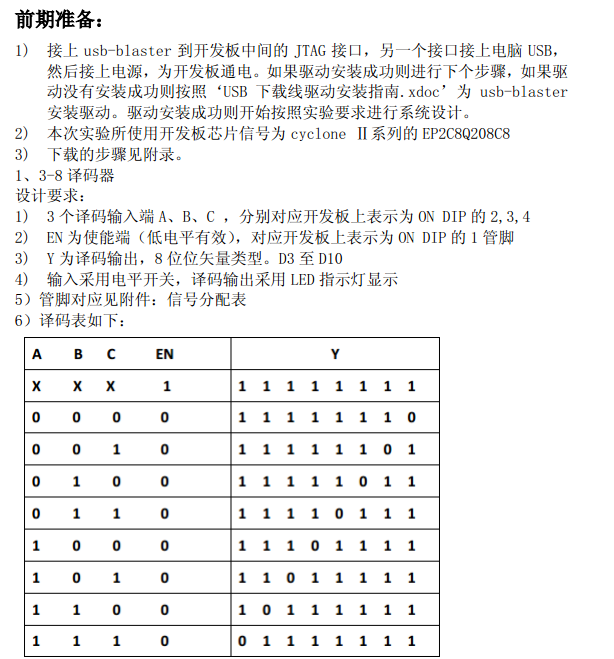 前期准备：
1) 接上 usb-blaster 到开发板中间的 JTAG 接口，另一个接口接上电脑 USB，
然后接上电源，为开发板通电。如果驱动安装成功则进行下个步骤，如果驱
动没有安装成功则按照‘USB 下载线驱动安装指南.xdoc’为 usb-blaster
安装驱动。驱动安装成功则开始按照实验要求进行系统设计。
2) 本次实验所使用开发板芯片信号为 cyclone Ⅱ系列的 EP2C8Q208C8
3) 下载的步骤见附录。
1、3-8 译码器
设计要求：
1) 3 个译码输入端 A、B、C ，分别对应开发板上表示为 ON DIP 的 2,3,4
2) EN 为使能端（低电平有效），对应开发板上表示为 ON DIP 的 1 管脚
3) Y 为译码输出，8 位位矢量类型。D3 至 D10
4) 输入采用电平开关，译码输出采用 LED 指示灯显示
5）管脚对应见附件：信号分配表
6）译码表如下：
A B C EN Y
X X X 1 1 1 1 1 1 1 1 1
0 0 0 0 1 1 1 1 1 1 1 0
0 0 1 0 1 1 1 1 1 1 0 1
0 1 0 0 1 1 1 1 1 0 1 1
0 1 1 0 1 1 1 1 0 1 1 1
1 0 0 0 1 1 1 0 1 1 1 1
1 0 1 0 1 1 0 1 1 1 1 1
1 1 0 0 1 0 1 1 1 1 1 1
1 1 1 0 0 1 1 1 1 1 1 1